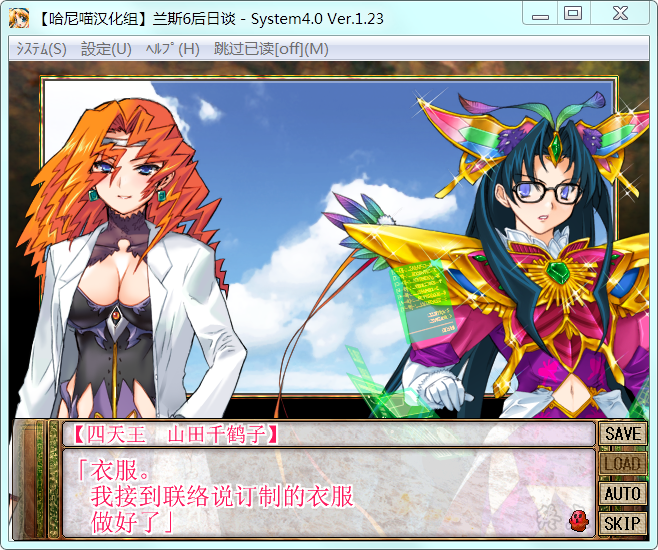 【哈尼喵汉化组】兰斯6后日谈 - System4.0 Ver.1.23
ｼｽﾃﾑ(S) 設定(U) ﾍﾙﾌﾟ(H) 跳过已读[off](M)
【四天王 山田千鹤子】
「衣服。
我接到联络说订制的衣服
做好了」
SAVE
LOAD
AUTO
SKIP